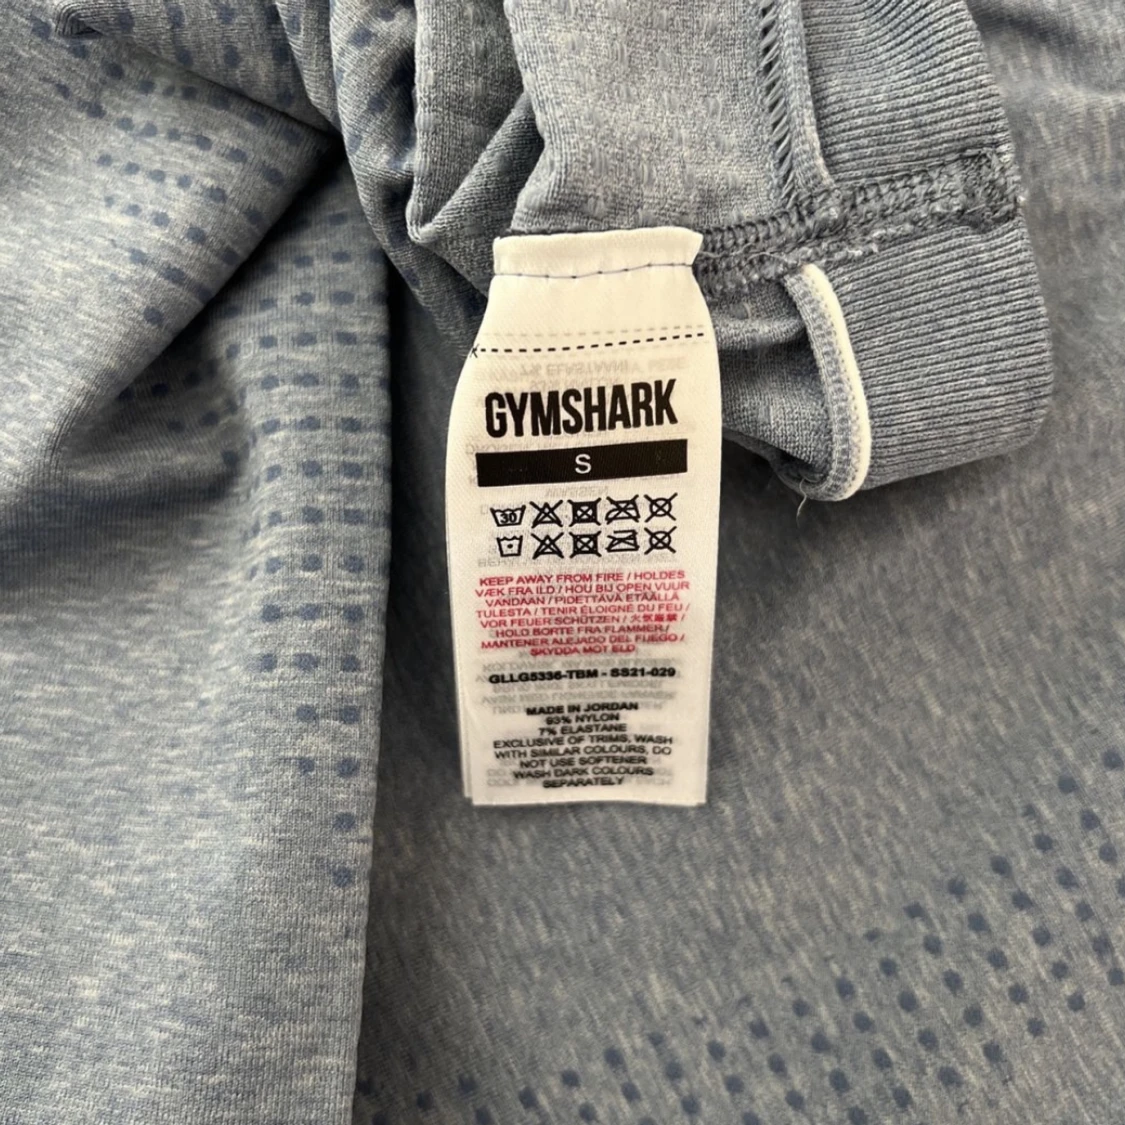 GYMSHARK
S
30
KEEP AWAY FROM FIRE / HOLDES
VÆK FRA ILD / HOU BIJ OPEN VUUR
VANDAAN / PIDETTÄVÄ ETÄÄLLÄ
TULESTA / TENIR ÉLOIGNÉ DU FEU /
VOR FEUER SCHÜTZEN / 火気厳禁 /
HOLD BORTE FRA FLAMMER /
MANTENER ALEJADO DEL FUEGO /
SKYDDA MOT ELD
GLLG5336-TBM - SS21-029
MADE IN JORDAN
93% NYLON
7% ELASTANE
EXCLUSIVE OF TRIMS, WASH
WITH SIMILAR COLOURS, DO
NOT USE SOFTENER
WASH DARK COLOURS
SEPARATELY